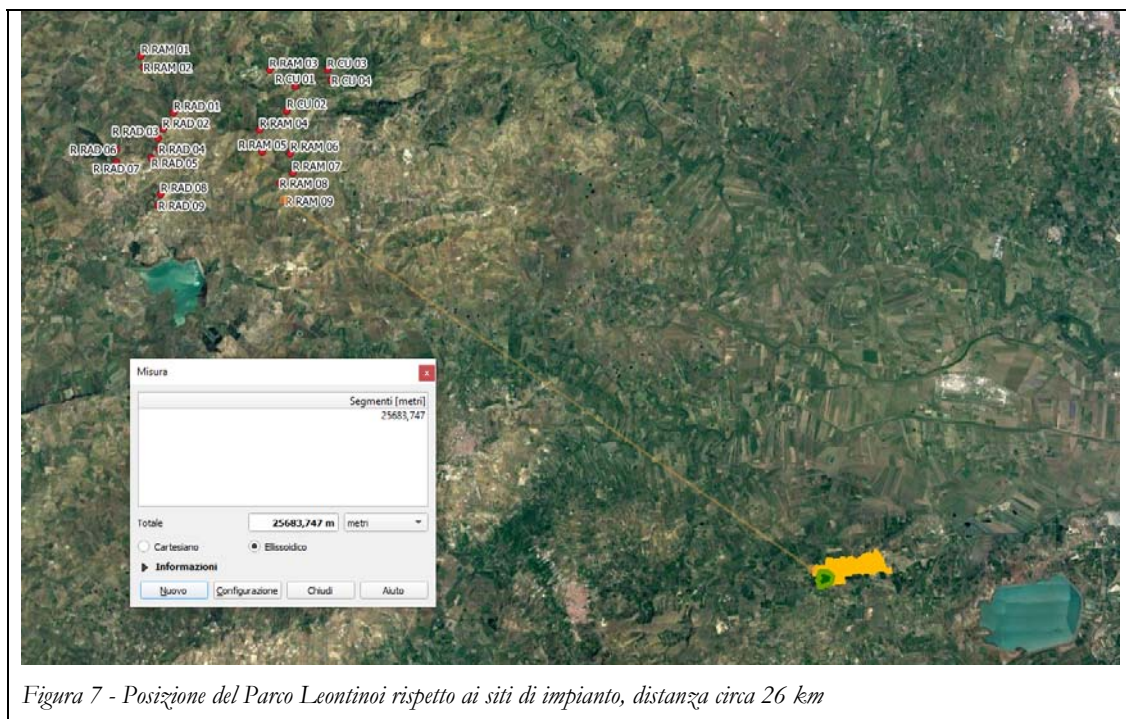 R RAM 01
R RAM 02
R RAM 03
R CU 03
R CU 01
R CU 04
R RAD 01
R CU 02
R RAD 02
R RAM 04
R RAD 03
R RAD 06
R RAD 04
R RAM 05
R RAM 06
R RAD 07
R RAD 05
R RAM 07
R RAD 08
R RAM 08
R RAD 09
R RAM 09
Misura
x
Segmenti [metri]
25683,747
Totale
25683,747 m
metri
Cartesiano
Ellissoidico
Informazioni
Nuovo
Configurazione
Chiudi
Aiuto
Figura 7 - Posizione del Parco Leontinoi rispetto ai siti di impianto, distanza circa 26 km